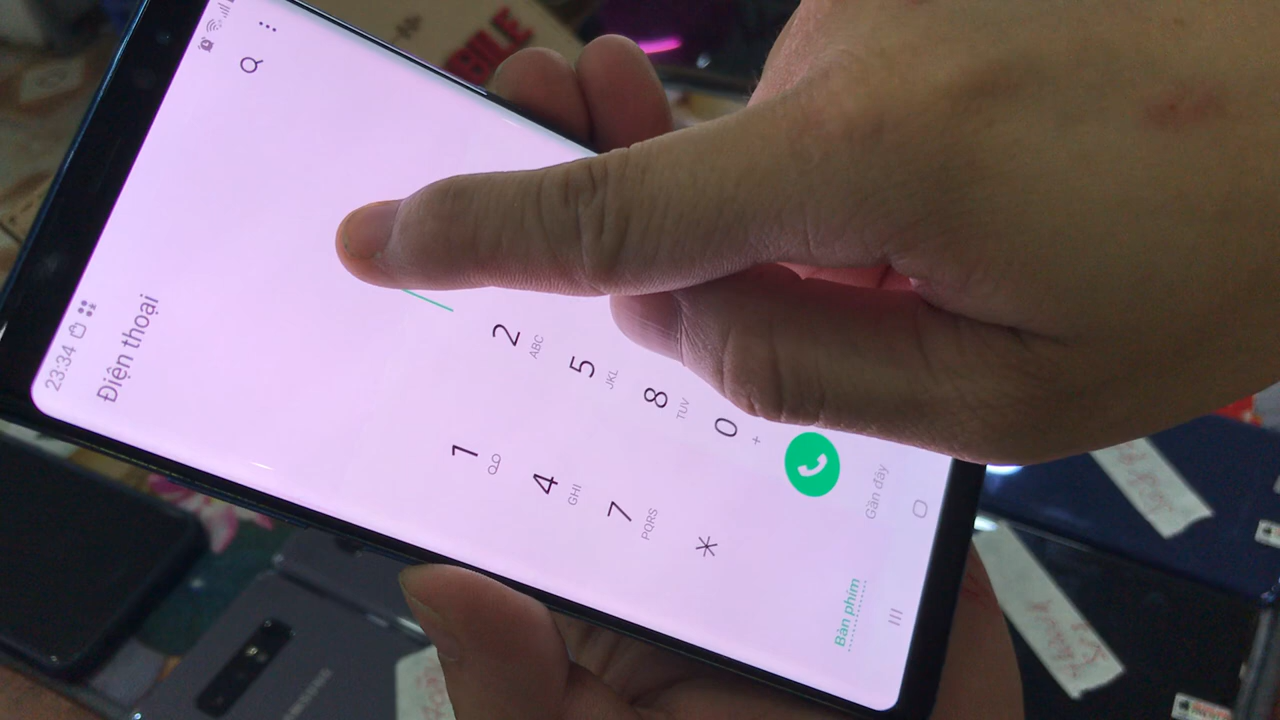 23:34
Điện thoại
1
2 ABC
4 GHI
5 JKL
7 PQRS
8 TUV
*
0 +
Bàn phím
Gần đây
SAMSUNG